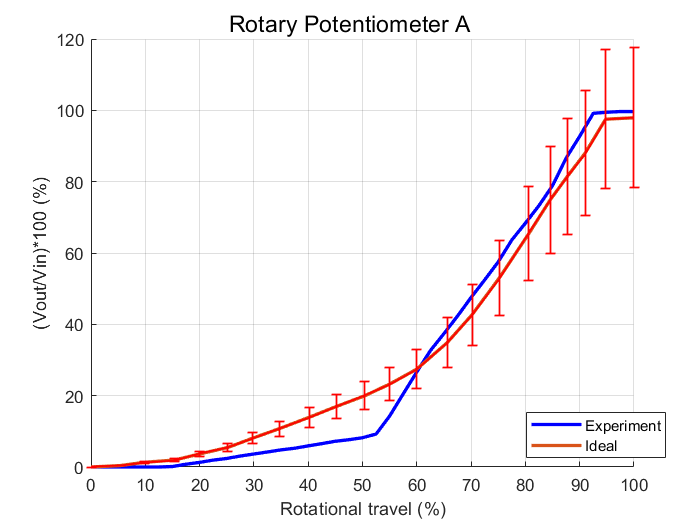 Rotary Potentiometer A
120
100
80
60
40
20
0
(Vout/Vin)*100 (%)
0 10 20 30 40 50 60 70 80 90 100
Rotational travel (%)
Experiment
Ideal